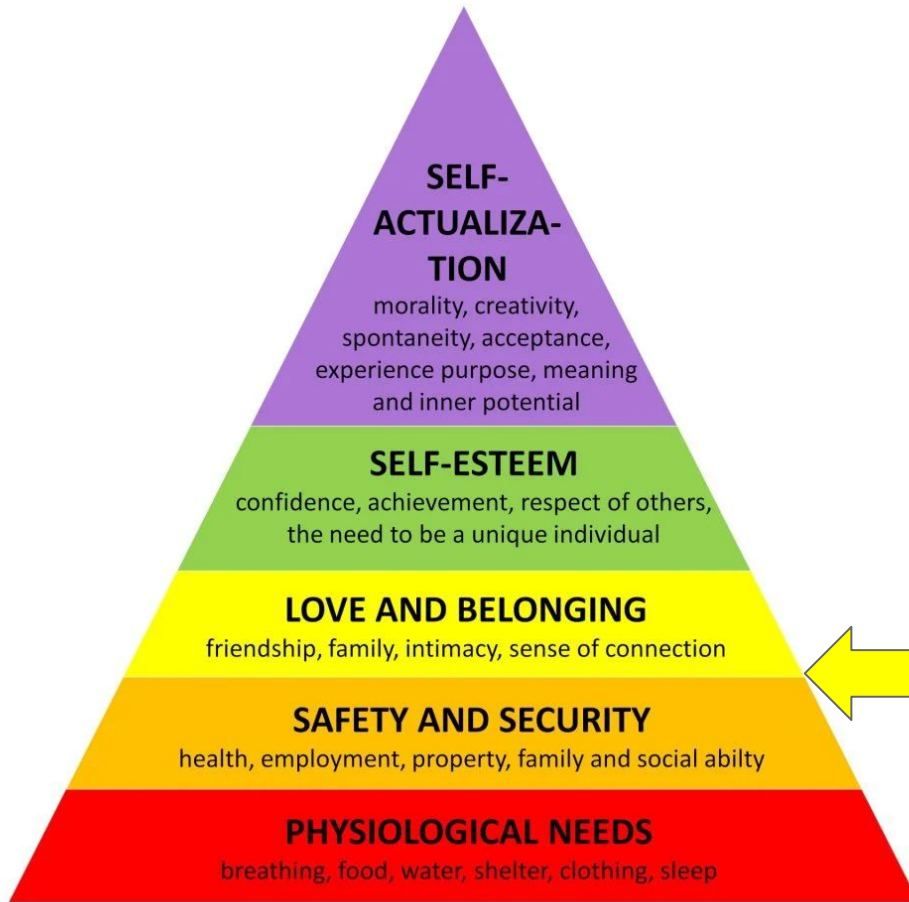 SELF-
ACTUALIZA-
TION
morality, creativity,
spontaneity, acceptance,
experience purpose, meaning
and inner potential
SELF-ESTEEM
confidence, achievement, respect of others,
the need to be a unique individual
LOVE AND BELONGING
friendship, family, intimacy, sense of connection
SAFETY AND SECURITY
health, employment, property, family and social abilty
PHYSIOLOGICAL NEEDS
breathing, food, water, shelter, clothing, sleep